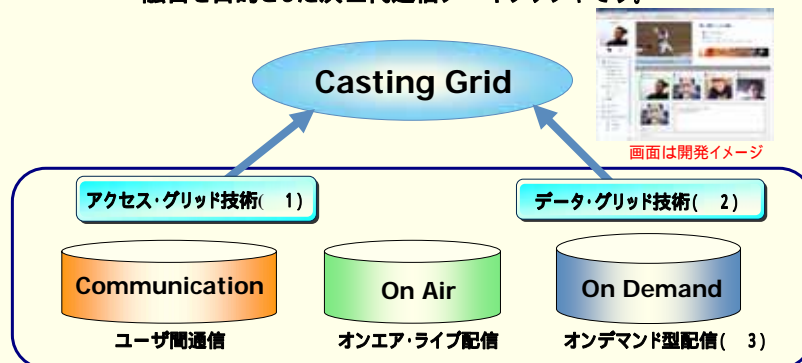 Casting Grid
画面は開発イメージ
アクセス・グリッド技術( 1)
データ・グリッド技術( 2)
Communication
On Air
On Demand
ユーザ間通信
オンエア・ライブ配信
オンデマンド型配信( 3)